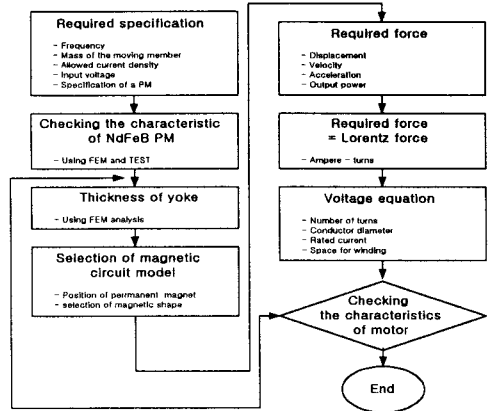 Required specification
- Frequency
- Mass of the moving member
- Allowed current density
- Input voltage
- Specification of a PM
Checking the characteristic
of NdFeB PM
- Using FEM and TEST
Thickness of yoke
- Using FEM analysis
Selection of magnetic
circuit model
- Position of permanent magnet
- selection of magnetic shape
Required force
- Displacement
- Velocity
- Acceleration
- Output power
Required force
= Lorentz force
- Ampere - turns
Voltage equation
- Number of turns
- Conductor diameter
- Rated current
- Space for winding
Checking
the characteristics
of motor
End